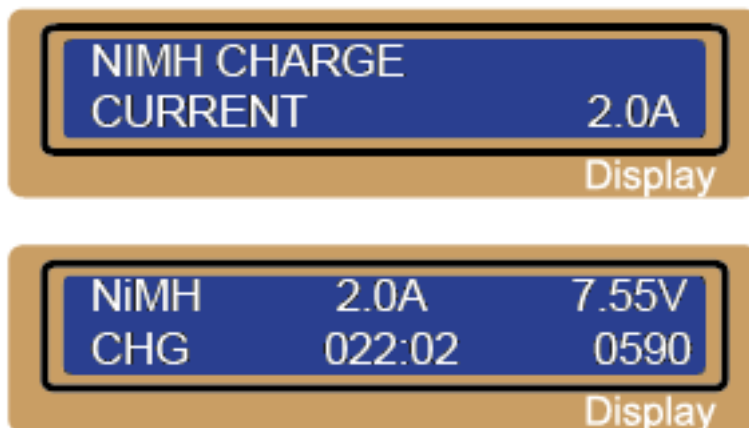 NIMH CHARGE
CURRENT 2.0A
Display
NiMH 2.0A 7.55V
CHG 022:02 0590
Display